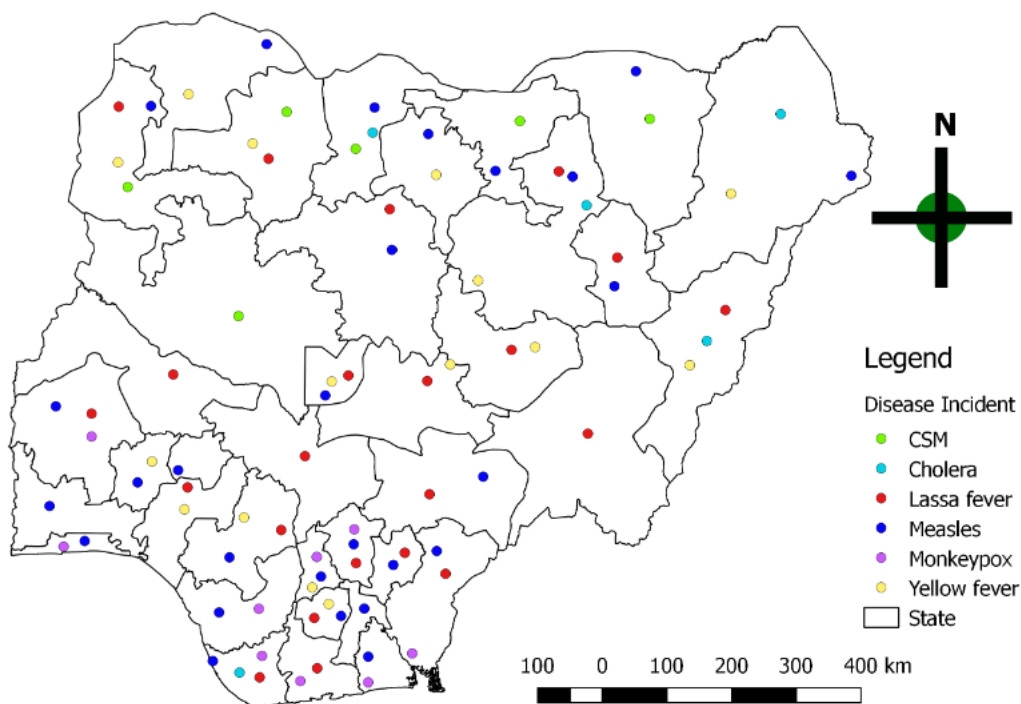 N
Legend
Disease Incident
CSM
Cholera
Lassa fever
Measles
Monkeypox
Yellow fever
State
100 0 100 200 300 400 km